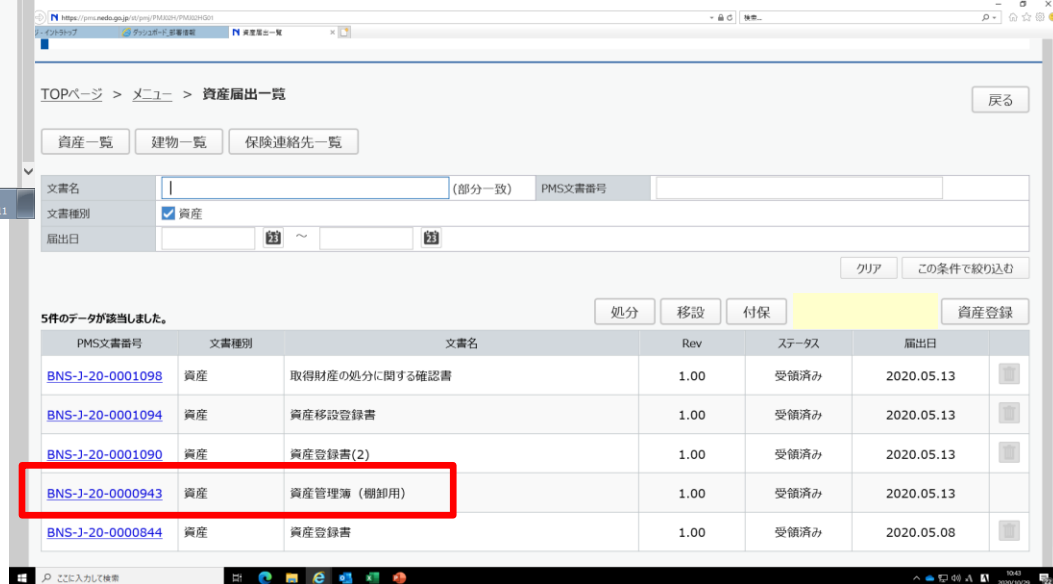 https://pms.nedo.go.jp/st/pmj/PMJ02H/PMJ02HG01
検索...
ダッシュボード_部署情報
資産届出一覧
TOPページ > メニュー > 資産届出一覧
戻る
資産一覧 建物一覧 保険連絡先一覧
文書名 (部分一致) PMS文書番号
文書種別 資産
届出日 23 ～ 23
クリア この条件で絞り込む
5件のデータが該当しました。 処分 移設 付保 資産登録
PMS文書番号 文書種別 文書名 Rev ステータス 届出日
BNS-J-20-0001098 資産 取得財産の処分に関する確認書 1.00 受領済み 2020.05.13
BNS-J-20-0001094 資産 資産移設登録書 1.00 受領済み 2020.05.13
BNS-J-20-0001090 資産 資産登録書(2) 1.00 受領済み 2020.05.13
BNS-J-20-0000943 資産 資産管理簿（棚卸用） 1.00 受領済み 2020.05.13
BNS-J-20-0000844 資産 資産登録書 1.00 受領済み 2020.05.08
ここに入力して検索
10:43
2020/10/29